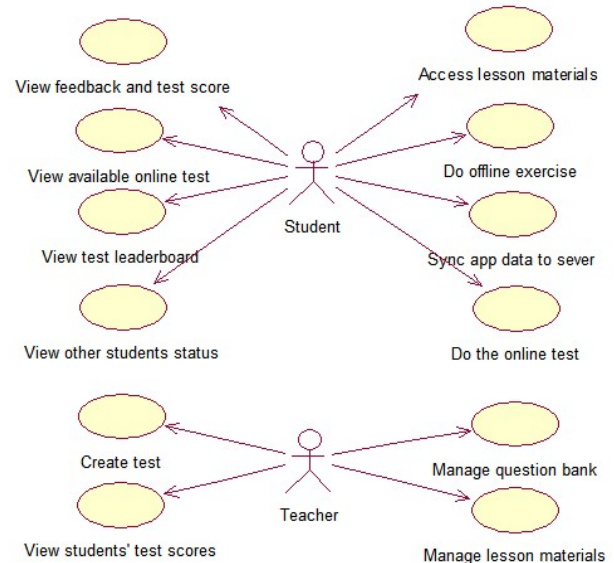 View feedback and test score
Access lesson materials
View available online test
Do offline exercise
Student
View test leaderboard
Sync app data to sever
View other students status
Do the online test
Create test
Manage question bank
Teacher
View students' test scores
Manage lesson materials